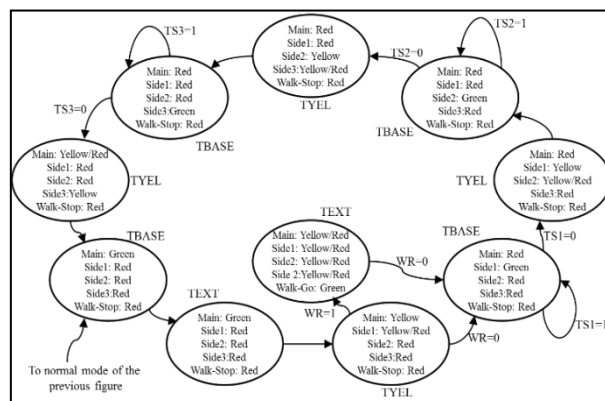 TS3=1
Main: Red
Side1: Red
Side2: Red
Side3:Green
Walk-Stop: Red
TBASE
Main: Red
Side1: Red
Side2: Yellow
Side3:Yellow/Red
Walk-Stop: Red
TYEL
TS2=0
TS2=1
Main: Red
Side1: Red
Side2: Green
Side3:Red
Walk-Stop: Red
TBASE
TS3=0
Main: Yellow/Red
Side1: Red
Side2: Red
Side3:Yellow
Walk-Stop: Red
TYEL
Main: Red
Side1: Yellow
Side2: Yellow/Red
Side3:Red
Walk-Stop: Red
TYEL
TS1=0
TBASE
Main: Green
Side1: Red
Side2: Red
Side3:Red
Walk-Stop: Red
TEXT
Main: Yellow/Red
Side1: Yellow/Red
Side2: Yellow/Red
Side 2:Yellow/Red
Walk-Go: Green
WR=0
TBASE
Main: Red
Side1: Green
Side2: Red
Side3:Red
Walk-Stop: Red
TS1=1
TEXT
Main: Green
Side1: Red
Side2: Red
Side3:Red
Walk-Stop: Red
WR=1
Main: Yellow
Side1: Yellow/Red
Side2: Red
Side3:Red
Walk-Stop: Red
TYEL
WR=0
To normal mode of the
previous figure